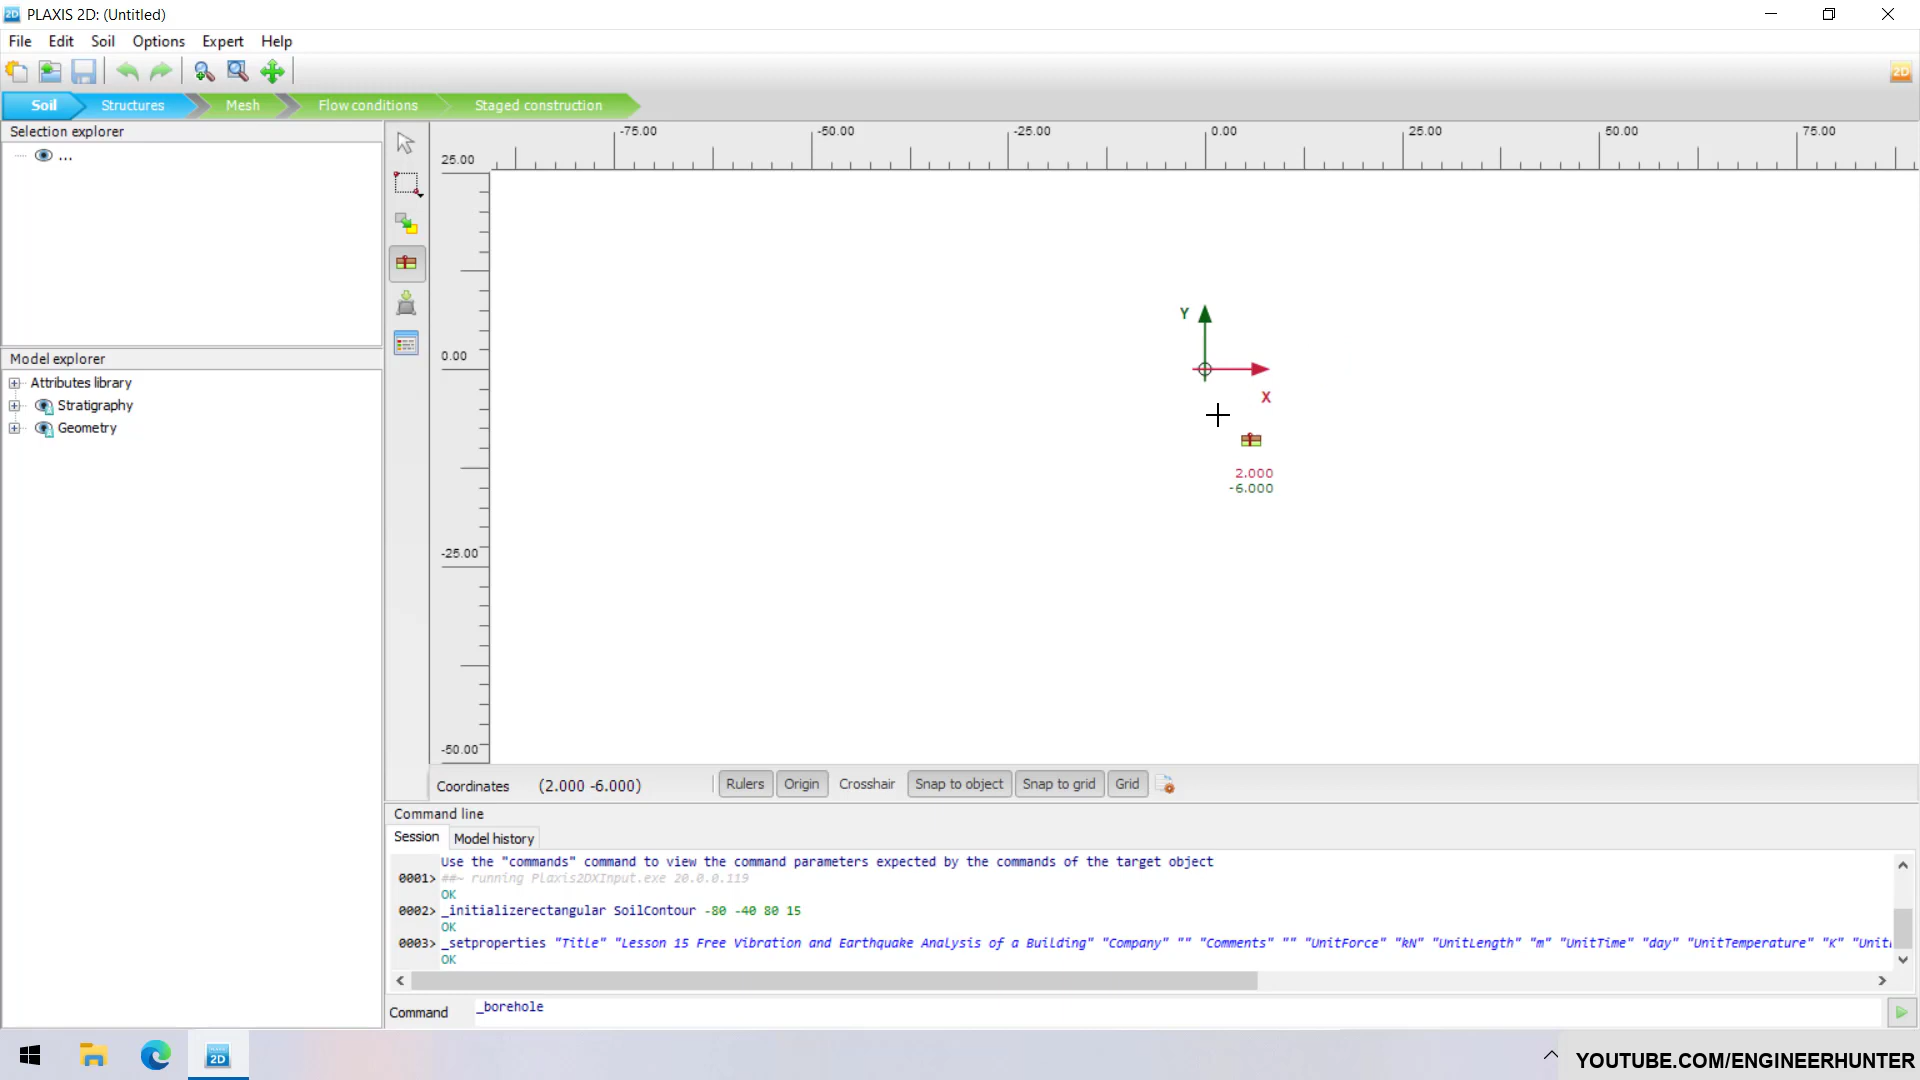 PLAXIS 2D: (Untitled)
File Edit Soil Options Expert Help
2D
Soil Structures Mesh Flow conditions Staged construction
Selection explorer
...
Model explorer
Attributes library
Stratigraphy
Geometry
-75.00 -50.00 -25.00 0.00 25.00 50.00 75.00
25.00
0.00
-25.00
-50.00
Y
X
2.000
-6.000
Coordinates (2.000 -6.000) Rulers Origin Crosshair Snap to object Snap to grid Grid
Command line
Session Model history
Use the "commands" command to view the command parameters expected by the commands of the target object
0001> ##~ running Plaxis2DXInput.exe 20.0.0.119
OK
0002> _initializerectangular SoilContour -80 -40 80 15
OK
0003> _setproperties "Title" "Lesson 15 Free Vibration and Earthquake Analysis of a Building" "Company" "" "Comments" "" "UnitForce" "kN" "UnitLength" "m" "UnitTime" "day" "UnitTemperature" "K"
OK
Command _borehole
2D
YOUTUBE.COM/ENGINEERHUNTER